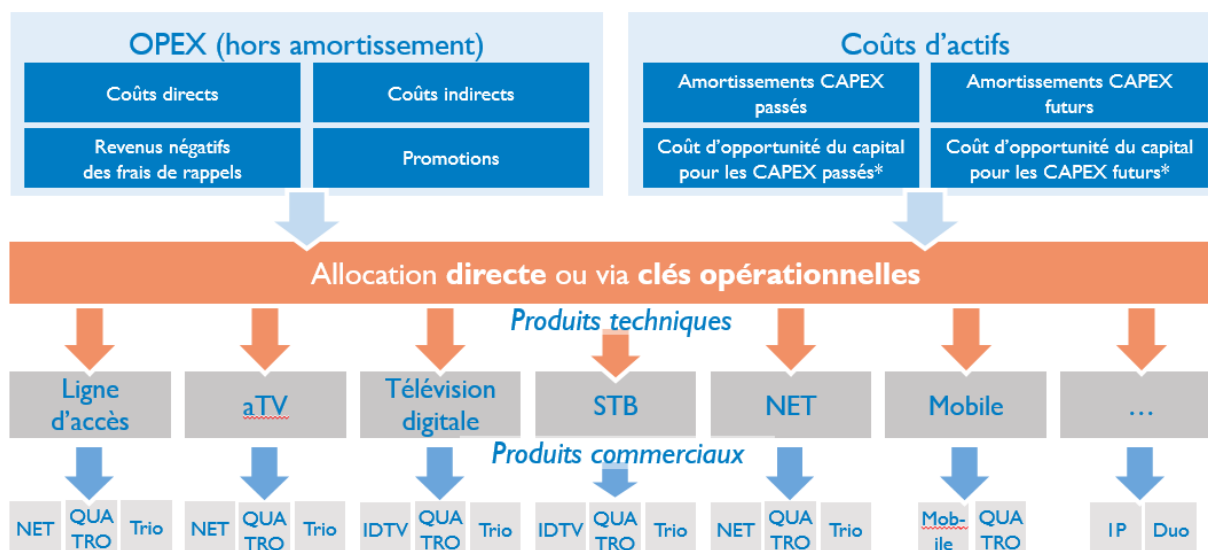 OPEX (hors amortissement)
Coûts directs
Coûts indirects
Revenus négatifs
des frais de rappels
Promotions
Coûts d'actifs
Amortissements CAPEX
passés
Amortissements CAPEX
futurs
Coût d'opportunité du capital
pour les CAPEX passés*
Coût d'opportunité du capital
pour les CAPEX futurs*
Allocation directe ou via clés opérationnelles
Produits techniques
Ligne
d'accès
aTV
Télévision
digitale
STB
NET
Mobile
...
Produits commerciaux
NET
QUA
TRO
Trio
NET
QUA
TRO
Trio
IDTV
QUA
TRO
Trio
IDTV
QUA
TRO
Trio
NET
QUA
TRO
Trio
Mob-
ile
QUA
TRO
IP
Duo